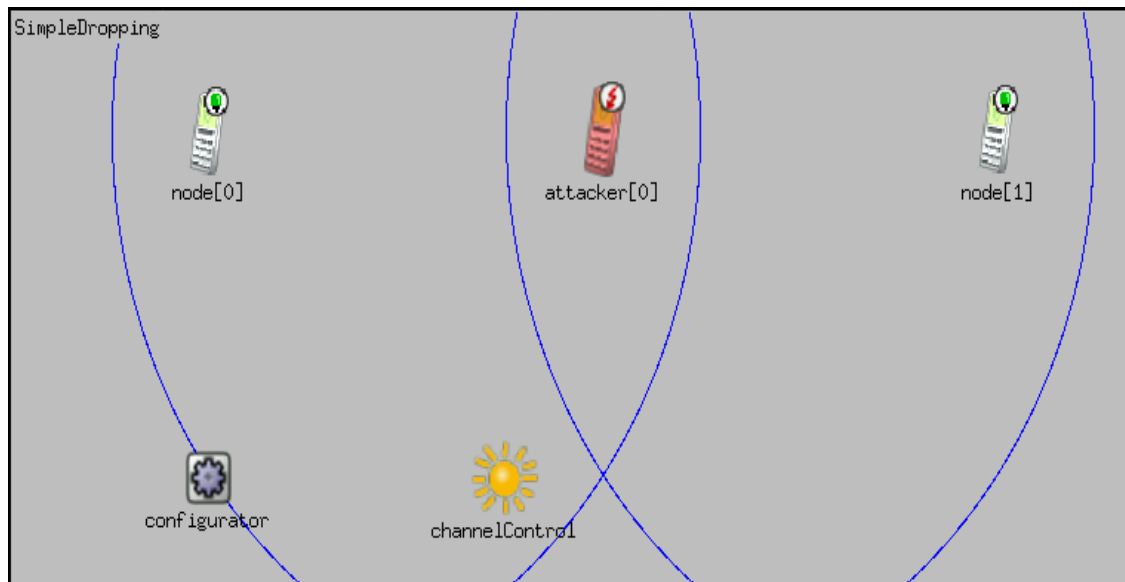 SimpleDropping
node[0]
attacker[0]
node[1]
configurator
channelControl